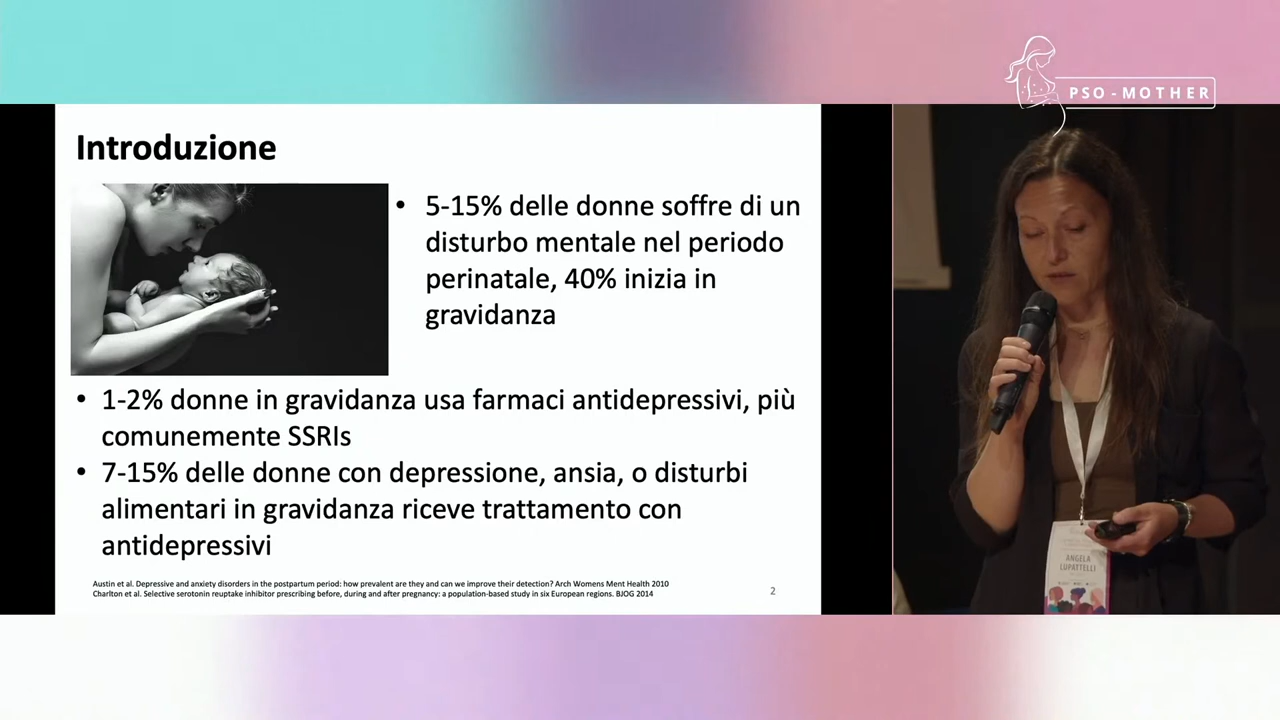 PSO-MOTHER
Introduzione
• 5-15% delle donne soffre di un
disturbo mentale nel periodo
perinatale, 40% inizia in
gravidanza
• 1-2% donne in gravidanza usa farmaci antidepressivi, più
comunemente SSRIs
• 7-15% delle donne con depressione, ansia, o disturbi
alimentari in gravidanza riceve trattamento con
antidepressivi
Austin et al. Depressive and anxiety disorders in the postpartum period: how prevalent are they and can we improve their detection? Arch Womens Ment Health 2010
Charlton et al. Selective serotonin reuptake inhibitor prescribing before, during and after pregnancy: a population-based study in six European regions. BJOG 2014
2
ANGELA
LUPATTELLI